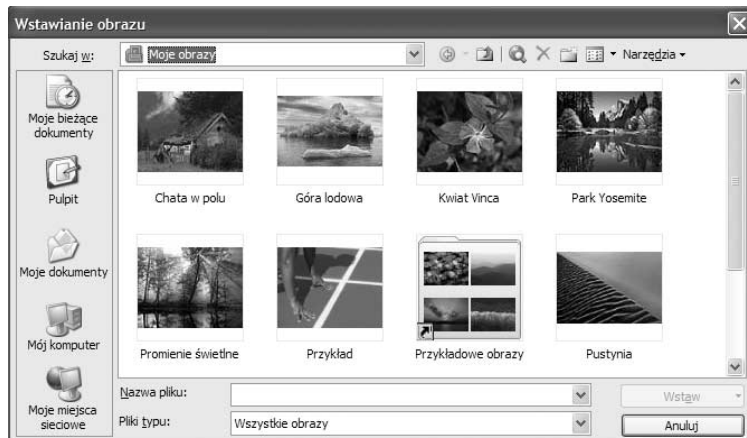 Wstawianie obrazu
Szukaj w:
Moje obrazy
Narzędzia
Moje bieżące
dokumenty
Pulpit
Moje dokumenty
Mój komputer
Moje miejsca
sieciowe
Chata w polu
Góra lodowa
Kwiat Vinca
Park Yosemite
Promienie świetlne
Przykład
Przykładowe obrazy
Pustynia
Nazwa pliku:
Wstaw
Pliki typu:
Wszystkie obrazy
Anuluj